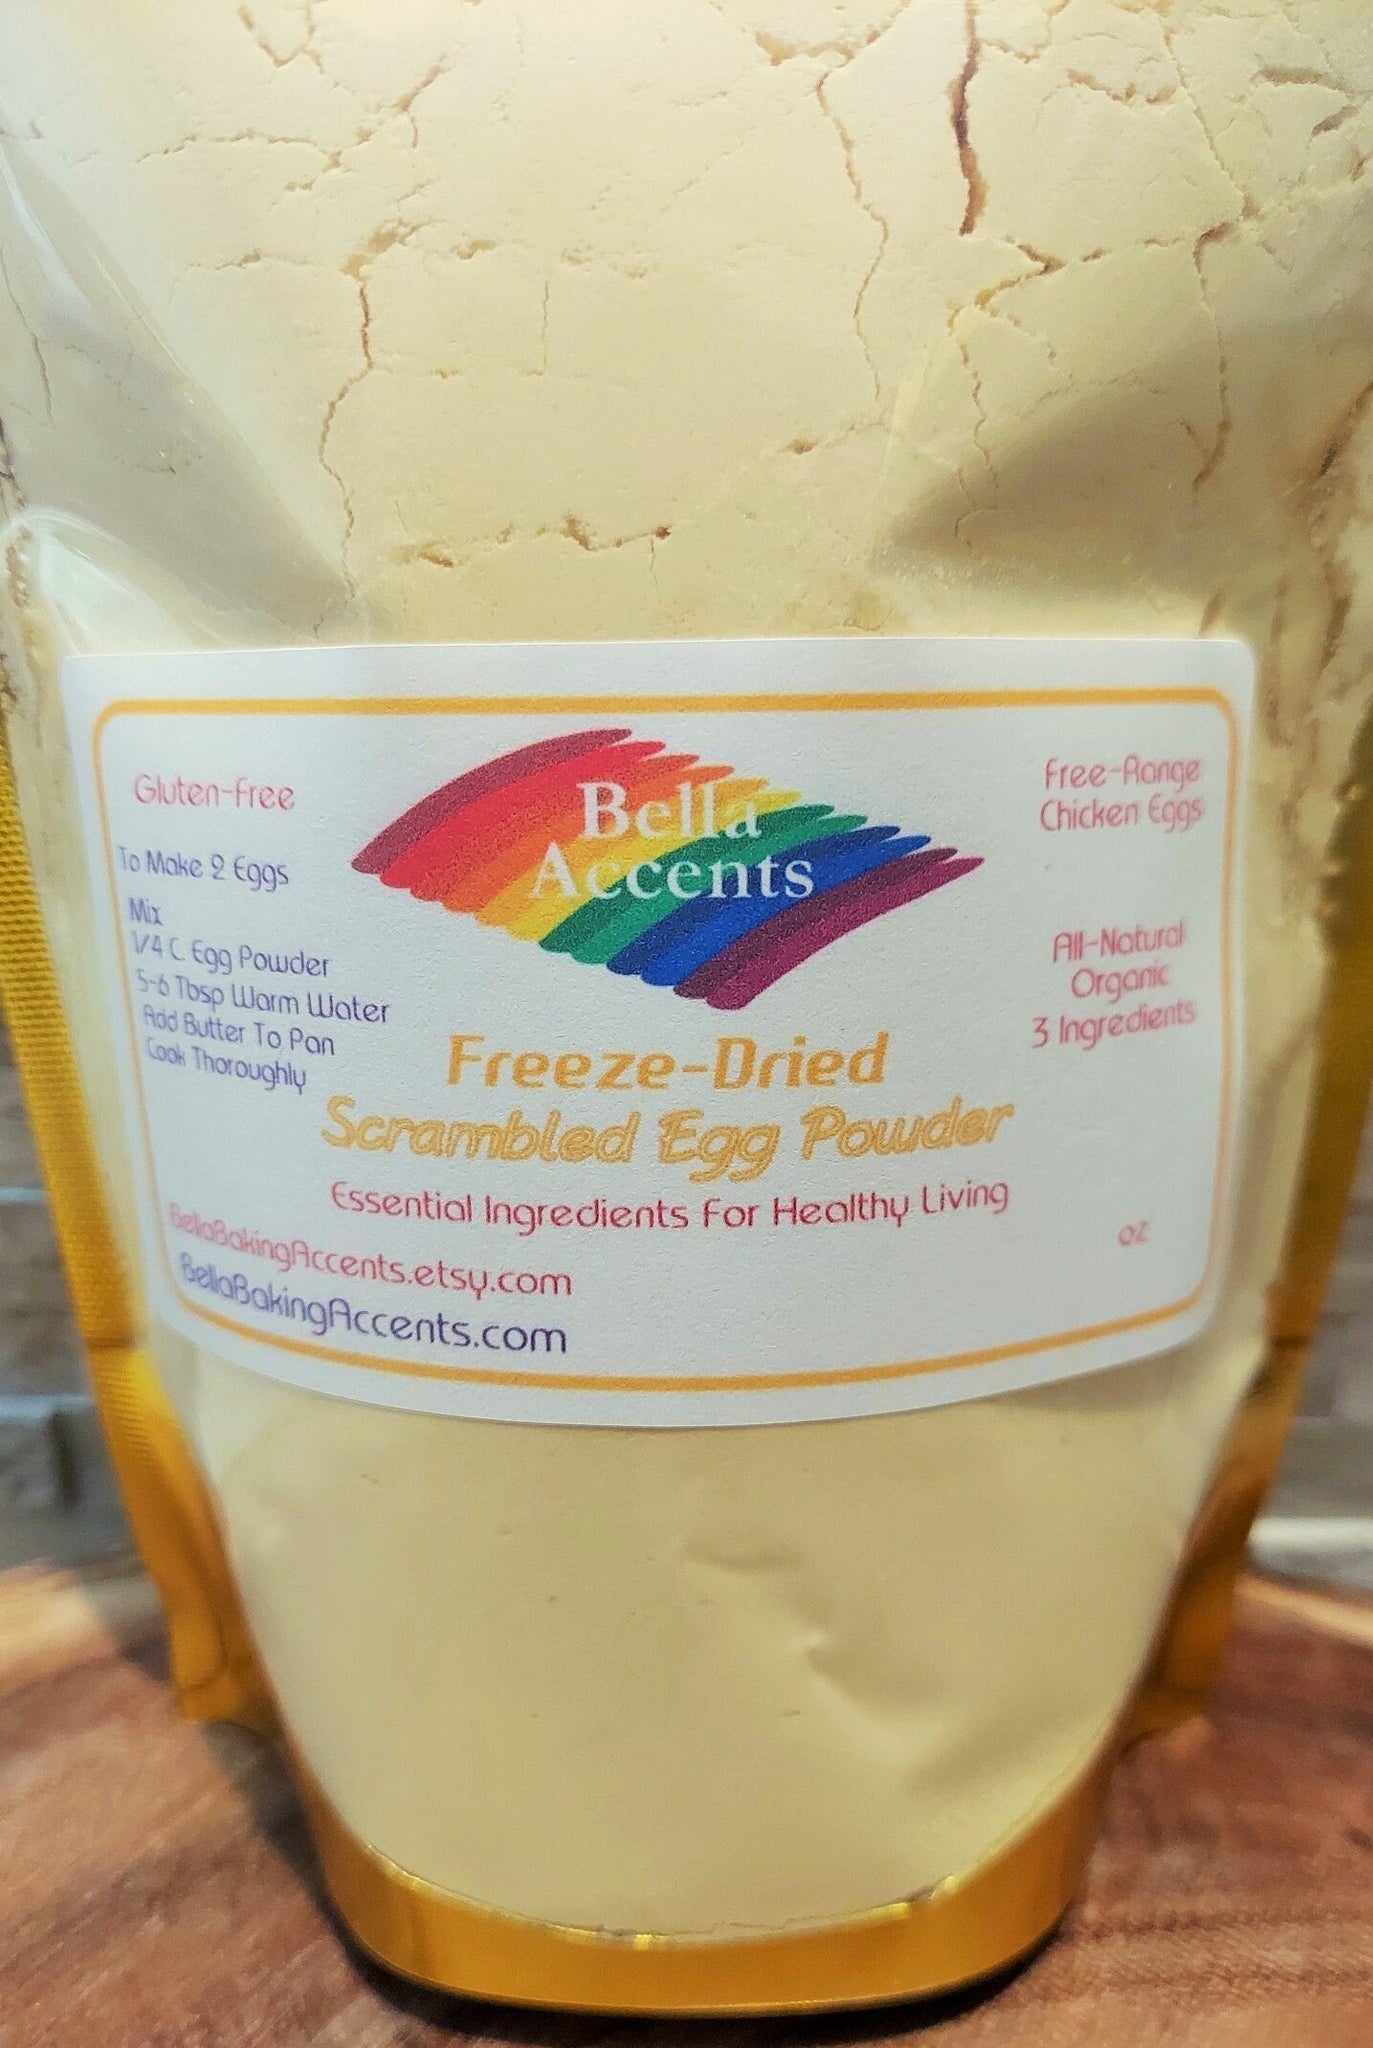 Bella
Accents
Gluten-Free
To Make 2 Eggs
Mix
1/4 C. Egg Powder
5-6 Tbsp Warm Water
Add Butter To Pan
Cook Thoroughly
Free-Range
Chicken Eggs
All-Natural
Organic
3 Ingredients
Freeze-Dried
Scrambled Egg Powder
Essential Ingredients For Healthy Living
oz
BellaBakingAccents.etsy.com
BellaBakingAccents.com